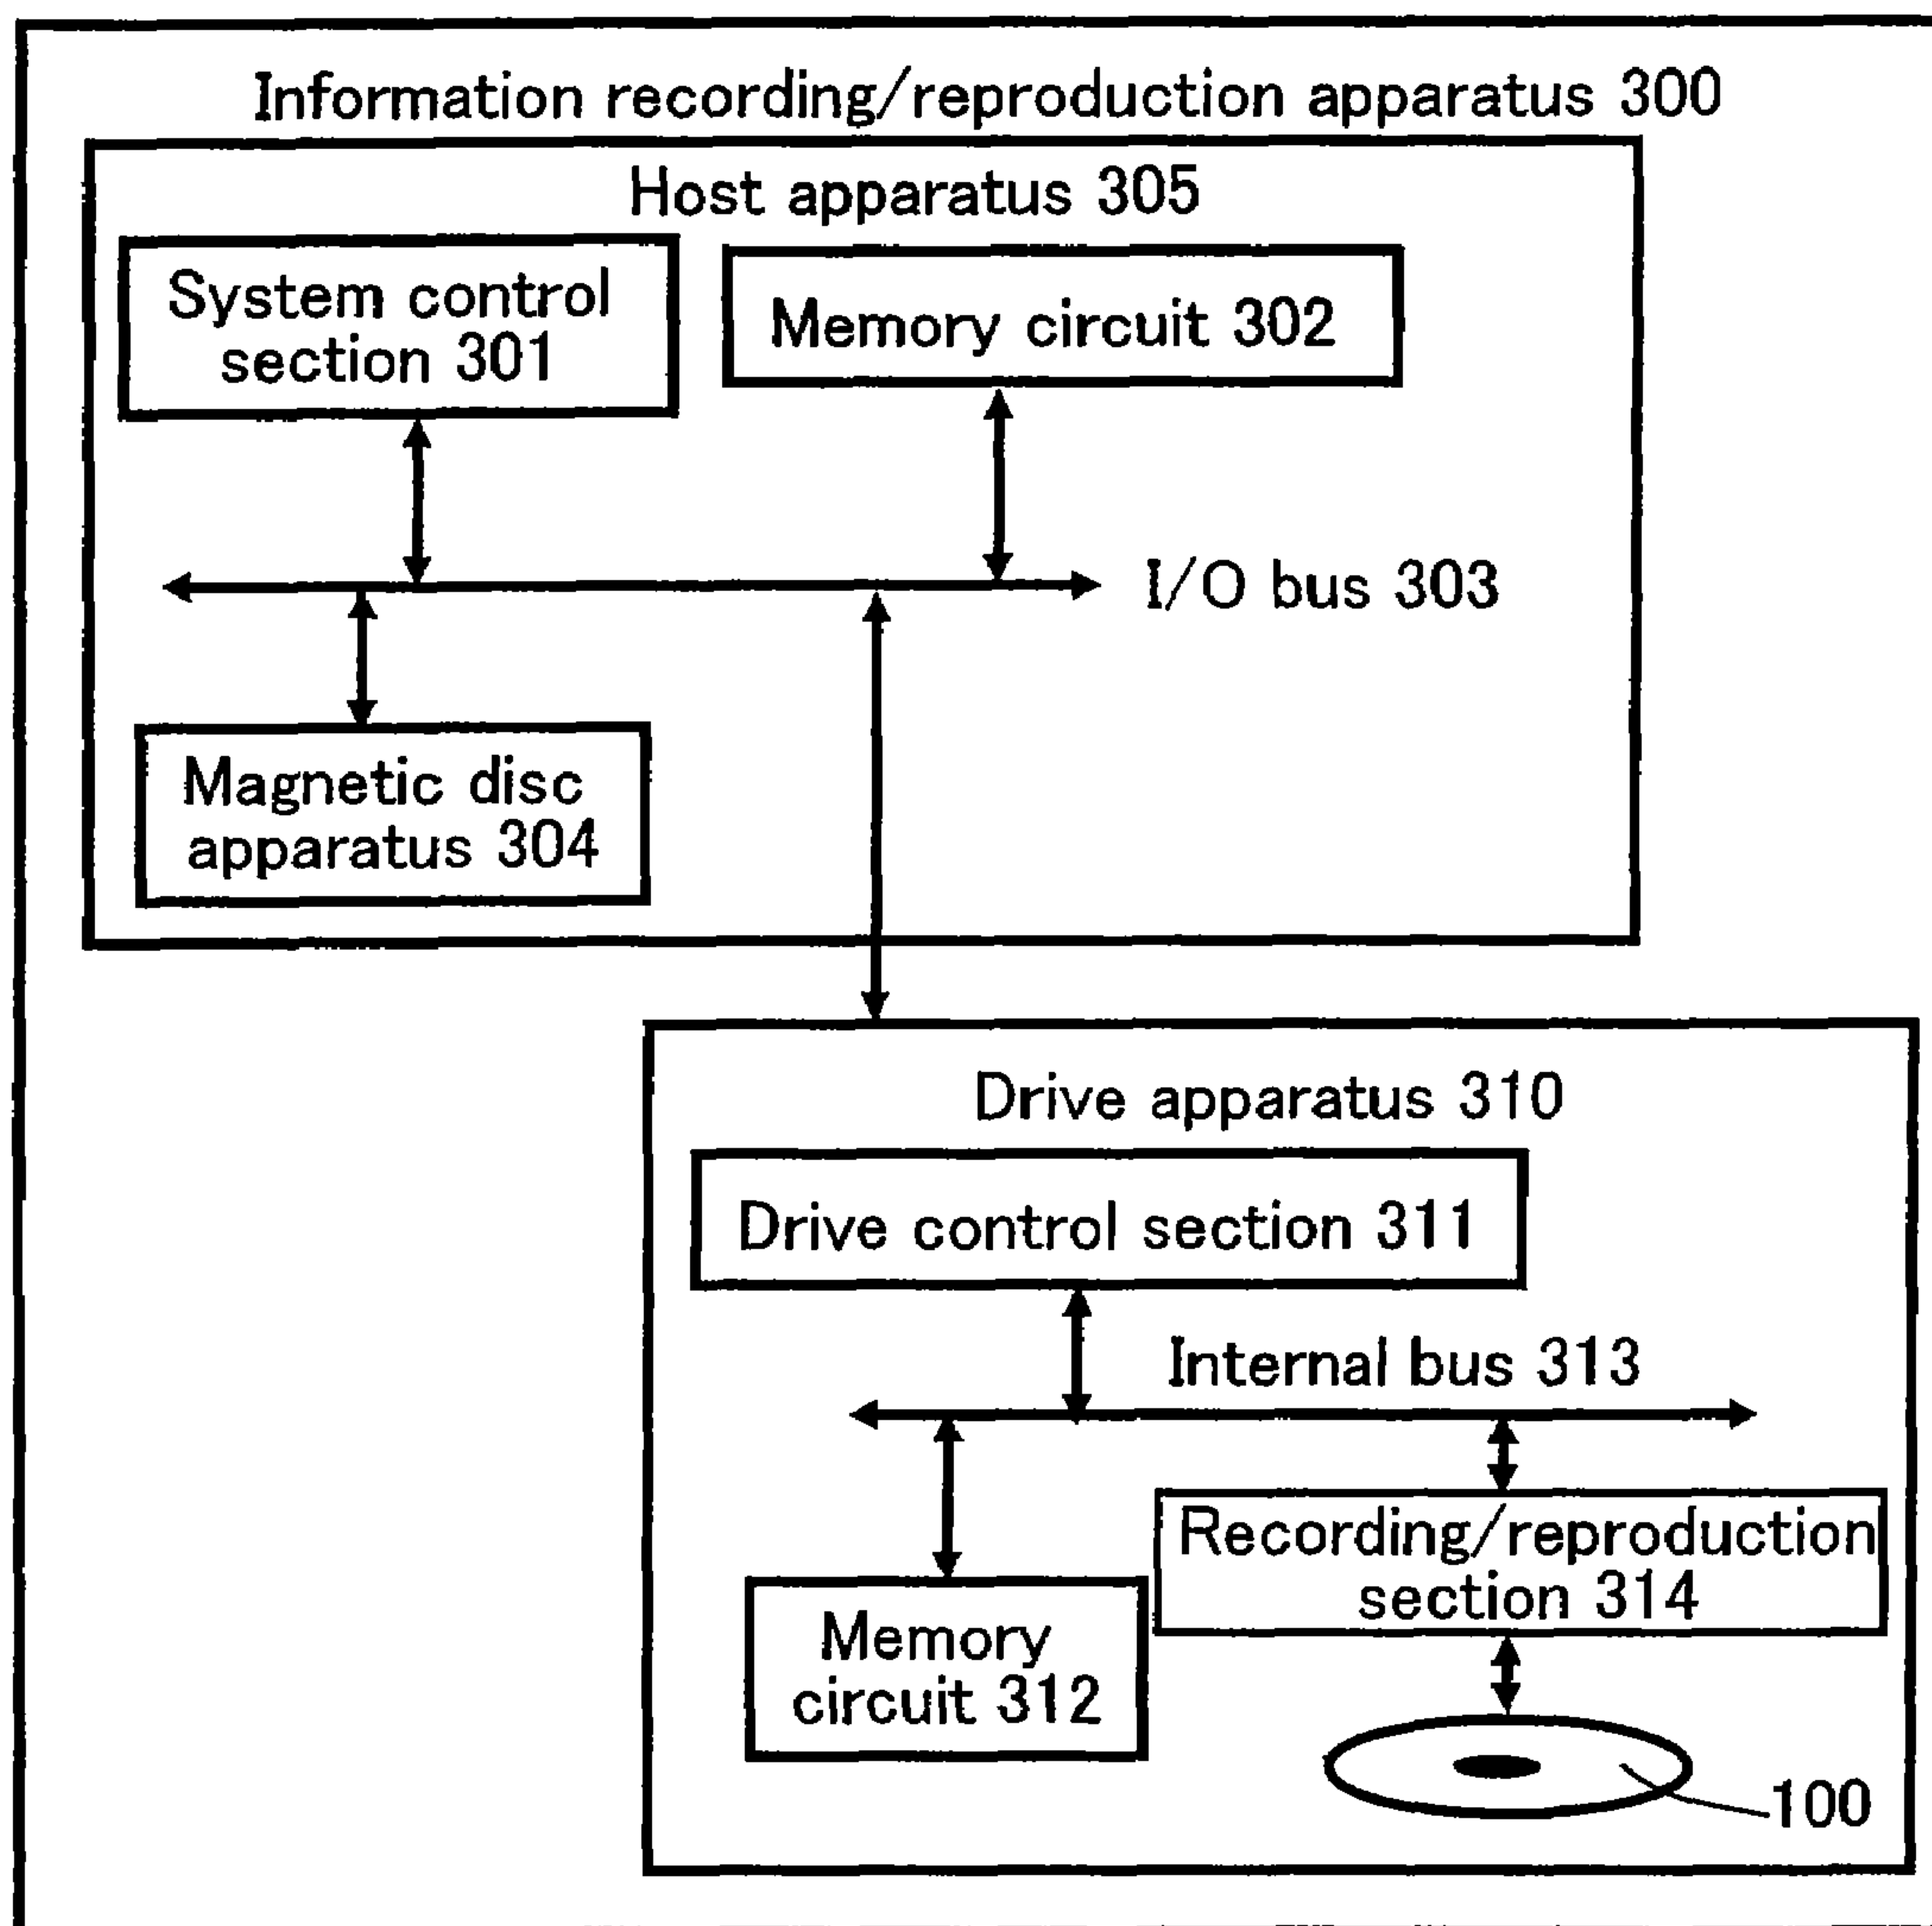 Information recording/reproduction apparatus 300
Host apparatus 305
System control
section 301
Memory circuit 302
I/O bus 303
Magnetic disc
apparatus 304
Drive apparatus 310
Drive control section 311
Internal bus 313
Recording/reproduction
section 314
Memory
circuit 312
100